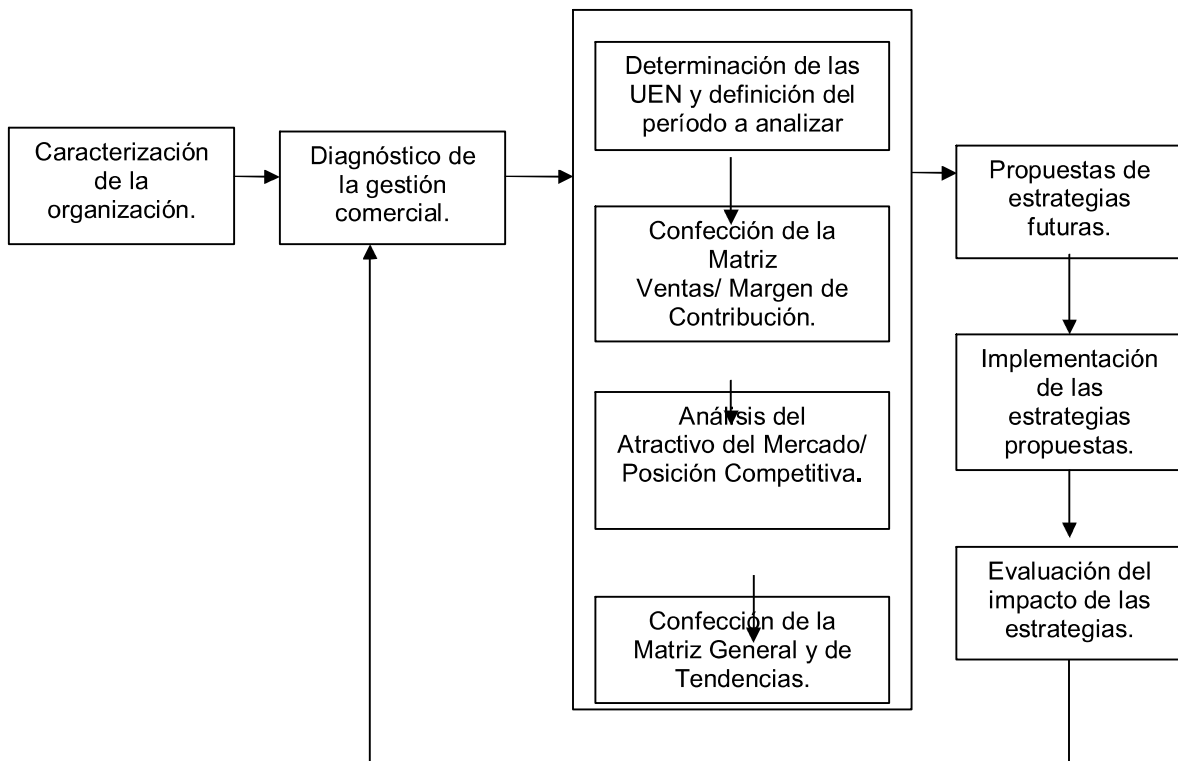 Caracterización
de la
organización.
Diagnóstico de
la gestión
comercial.
Determinación de las
UEN y definición del
período a analizar
Confección de la
Matriz
Ventas/ Margen de
Contribución.
Análisis del
Atractivo del Mercado/
Posición Competitiva.
Confección de la
Matriz General y de
Tendencias.
Propuestas de
estrategias
futuras.
Implementación
de las
estrategias
propuestas.
Evaluación del
impacto de las
estrategias.